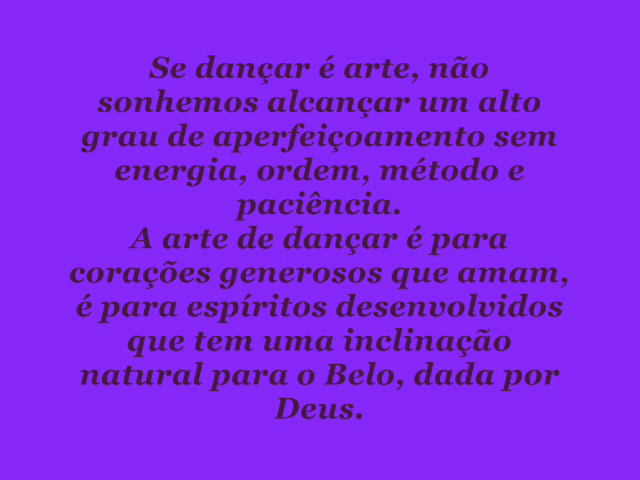 Se dançar é arte, não
sonhemos alcançar um alto
grau de aperfeiçoamento sem
energia, ordem, método e
paciência.
A arte de dançar é para
corações generosos que amam,
é para espíritos desenvolvidos
que tem uma inclinação
natural para o Belo, dada por
Deus.